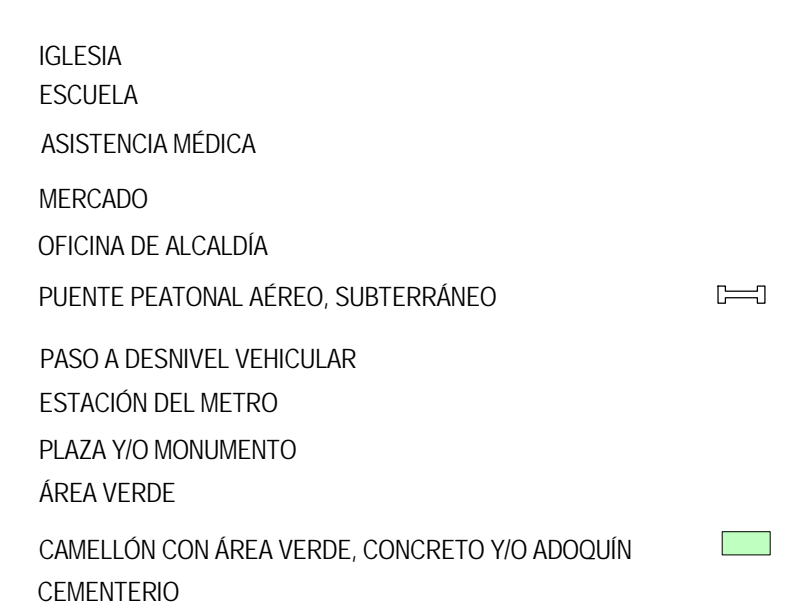 IGLESIA
ESCUELA
ASISTENCIA MÉDICA
MERCADO
OFICINA DE ALCALDÍA
PUENTE PEATONAL AÉREO, SUBTERRÁNEO
PASO A DESNIVEL VEHICULAR
ESTACIÓN DEL METRO
PLAZA Y/O MONUMENTO
ÁREA VERDE
CAMELLÓN CON ÁREA VERDE, CONCRETO Y/O ADOQUÍN
CEMENTERIO